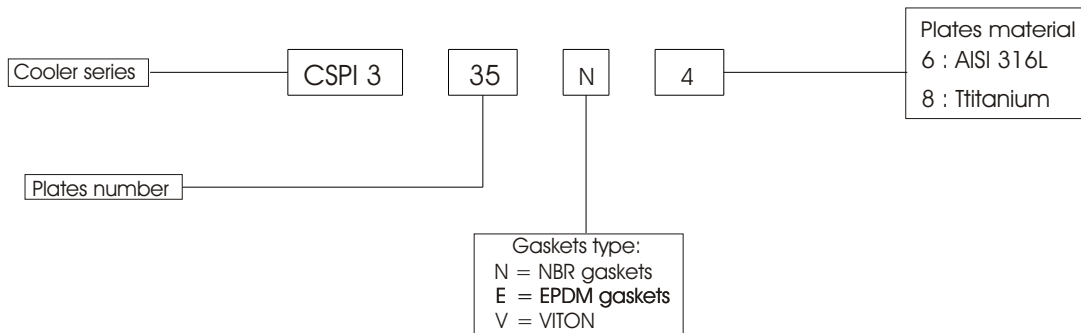 Plates material
6 : AISI 316L
8 : Ttitanium
Cooler series
CSPI 3
35
N
4
Plates number
Gaskets type:
N = NBR gaskets
E = EPDM gaskets
V = VITON